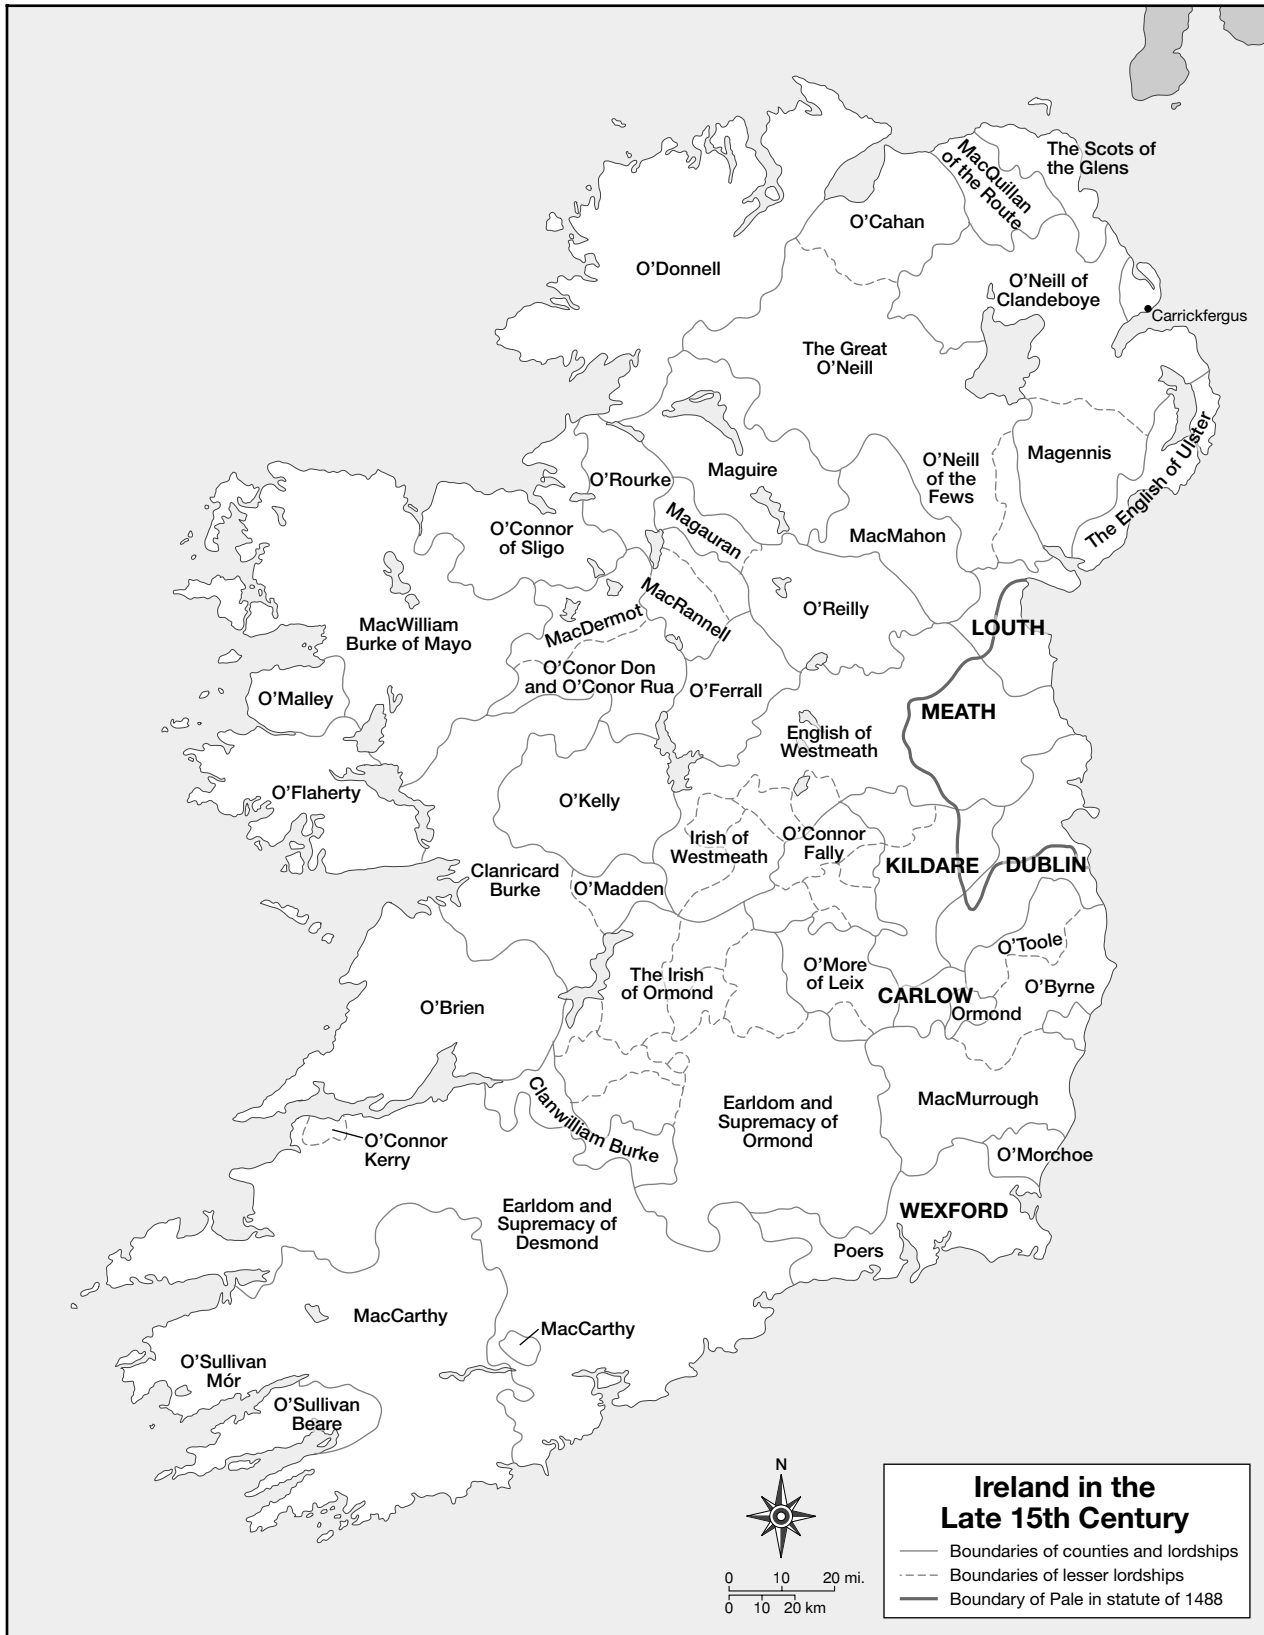 The Scots of
the Glens
MacQuillan
of the Route
O’Cahan
O’Donnell
O’Neill of
Clandeboye
Carrickfergus
The Great
O’Neill
Magennis
The English of Ulster
O’Neill
of the
Fews
Maguire
O’Rourke
Magauran
MacMahon
O’Connor
of Sligo
MacRannell
O’Reilly
MacDermot
LOUTH
MacWilliam
Burke of Mayo
O’Conor Don
and O’Conor Rua
O’Ferrall
O’Malley
MEATH
English of
Westmeath
O’Flaherty
O’Kelly
Irish of
Westmeath
O’Connor
Fally
KILDARE
DUBLIN
Clanricard
Burke
O’Madden
O’Toole
The Irish
of Ormond
O’More
of Leix
O’Byrne
CARLOW
Ormond
O’Brien
Clanwilliam Burke
Earldom and
Supremacy of
Ormond
MacMurrough
O’Connor
Kerry
O’Morchoe
Earldom and
Supremacy of
Desmond
WEXFORD
Poers
MacCarthy
MacCarthy
O’Sullivan
Mór
O’Sullivan
Beare
N
0 10 20 mi.
0 10 20 km
Ireland in the
Late 15th Century
Boundaries of counties and lordships
Boundaries of lesser lordships
Boundary of Pale in statute of 1488